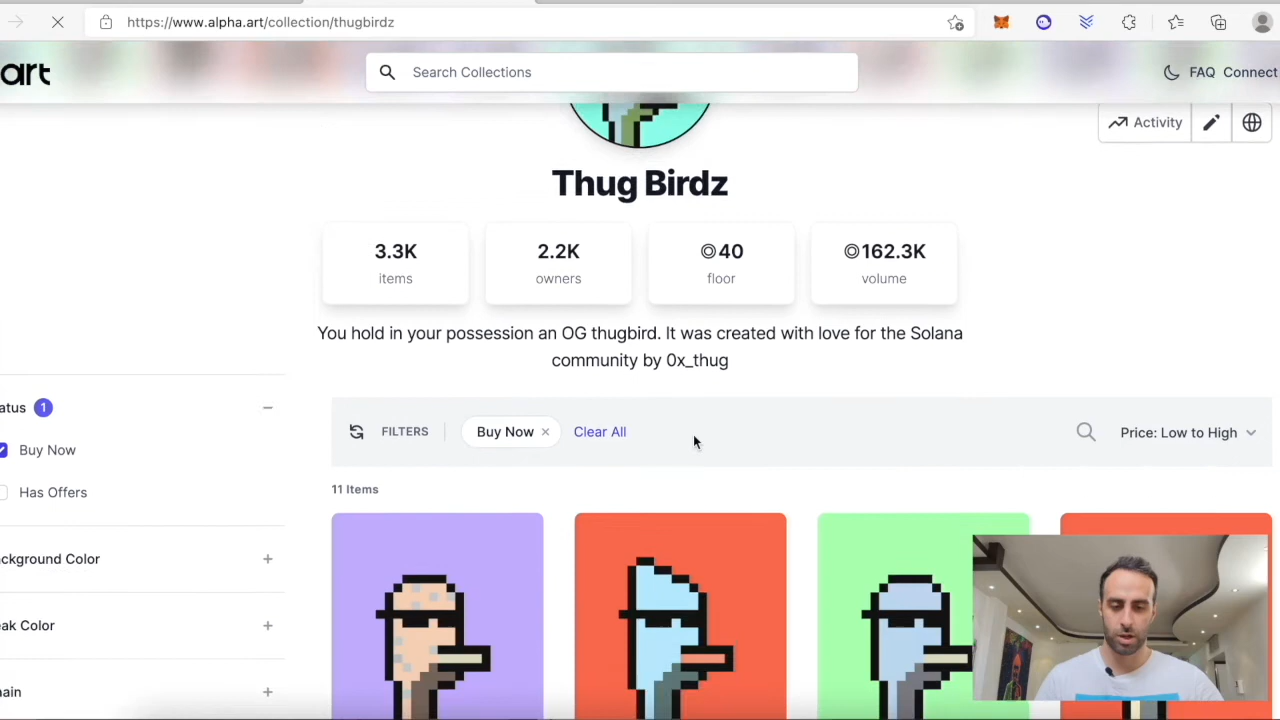 https://www.alpha.art/collection/thugbirdz
art
Search Collections
FAQ Connect
Activity
Thug Birdz
3.3K
items
2.2K
owners
40
floor
162.3K
volume
You hold in your possession an OG thugbird. It was created with love for the Solana
community by 0x_thug
atus 1
Buy Now
Has Offers
ckground Color
eak Color
hain
FILTERS
Buy Now ×
Clear All
Price: Low to High
11 Items